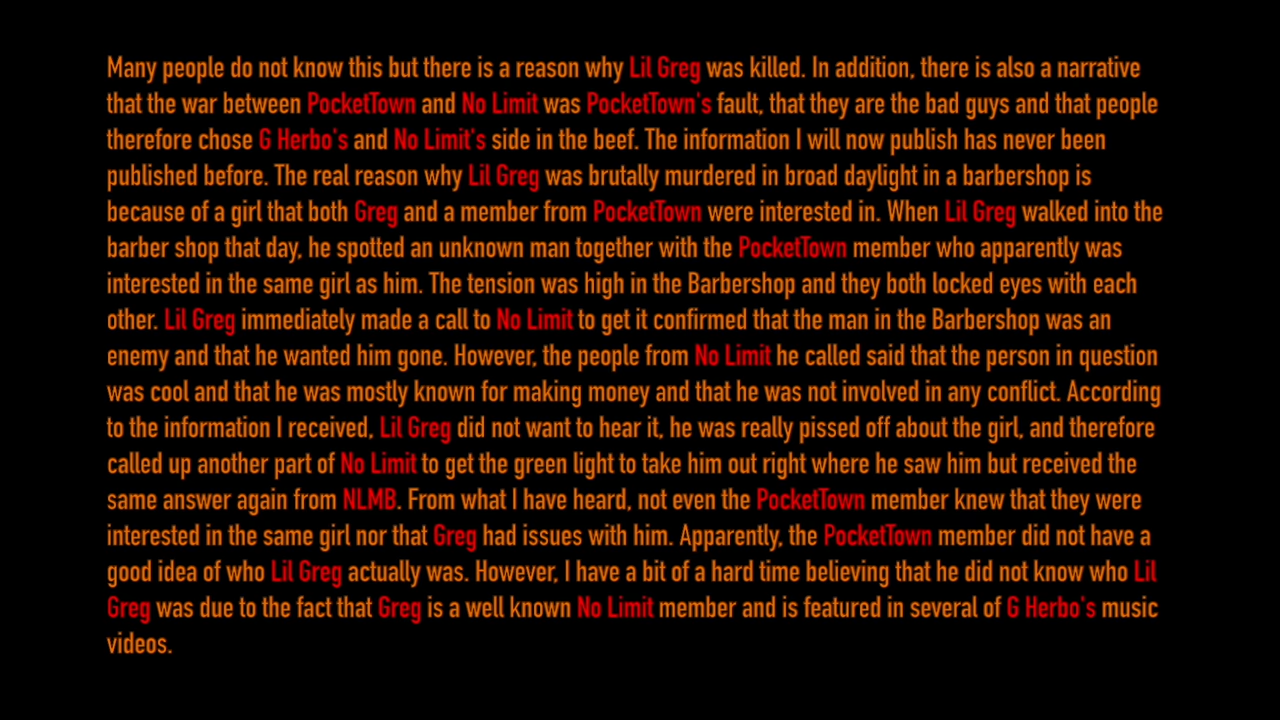 Many people do not know this but there is a reason why Lil Greg was killed. In addition, there is also a narrative
that the war between PocketTown and No Limit was PocketTown's fault, that they are the bad guys and that people
therefore chose G Herbo's and No Limit's side in the beef. The information I will now publish has never been
published before. The real reason why Lil Greg was brutally murdered in broad daylight in a barbershop is
because of a girl that both Greg and a member from PocketTown were interested in. When Lil Greg walked into the
barber shop that day, he spotted an unknown man together with the PocketTown member who apparently was
interested in the same girl as him. The tension was high in the Barbershop and they both locked eyes with each
other. Lil Greg immediately made a call to No Limit to get it confirmed that the man in the Barbershop was an
enemy and that he wanted him gone. However, the people from No Limit he called said that the person in question
was cool and that he was mostly known for making money and that he was not involved in any conflict. According
to the information I received, Lil Greg did not want to hear it, he was really pissed off about the girl, and therefore
called up another part of No Limit to get the green light to take him out right where he saw him but received the
same answer again from NLMB. From what I have heard, not even the PocketTown member knew that they were
interested in the same girl nor that Greg had issues with him. Apparently, the PocketTown member did not have a
good idea of who Lil Greg actually was. However, I have a bit of a hard time believing that he did not know who Lil
Greg was due to the fact that Greg is a well known No Limit member and is featured in several of G Herbo's music
videos.